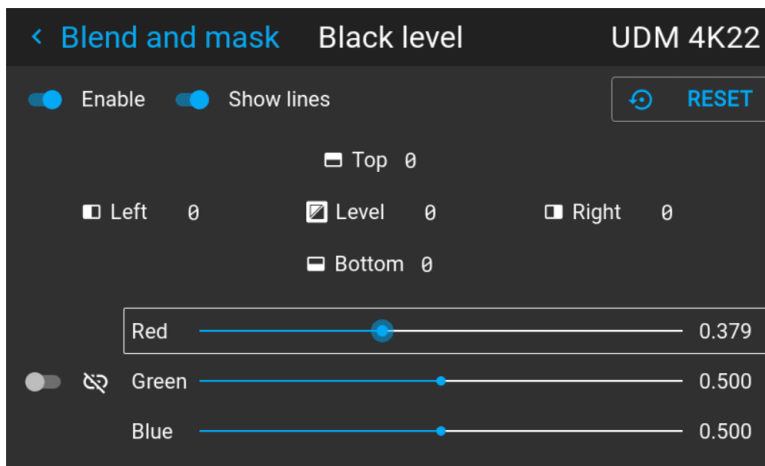 Blend and mask Black level UDM 4K22
Enable Show lines RESET
Top 0
Left 0 Level 0 Right 0
Bottom 0
Red 0.379
Green 0.500
Blue 0.500